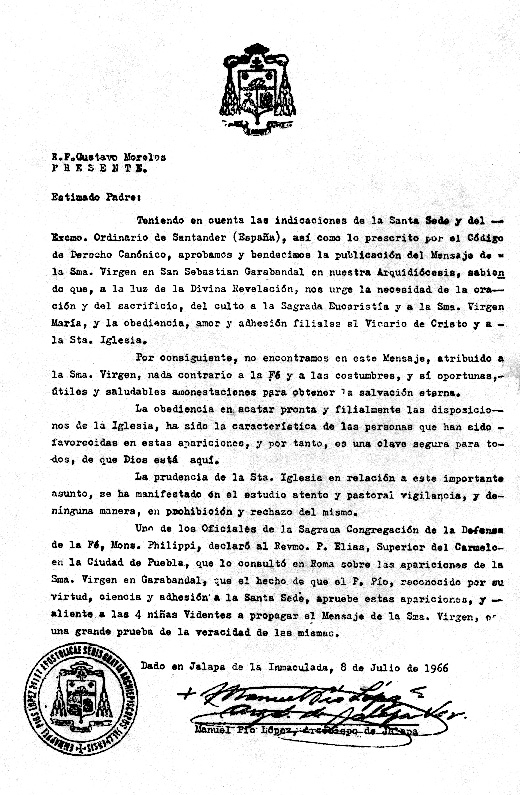 R.P.Gustavo Morelos
P R E S E N T E.
Estimado Padre:
Teniendo en cuenta las indicaciones de la Santa Sede y del —
Excmo. Ordinario de Santander (España), así como lo prescrito por el Código
de Derecho Canónico, aprobamos y bendecimos la publicación del Mensaje de -
la Sma. Virgen en San Sebastian Garabandal en nuestra Arquidiócesis, sabien
do que, a la luz de la Divina Revelación, nos urge la necesidad de la ora-
ción y del sacrificio, del culto a la Sagrada Eucaristía y a la Sma. Virgen
María, y la obediencia, amor y adhesión filiales al Vicario de Cristo y a -
la Sta. Iglesia.
Por consiguiente, no encontramos en este Mensaje, atribuido a
la Sma. Virgen, nada contrario a la Fé y a las costumbres, y sí oportunas,-
útiles y saludables amonestaciones para obtener la salvación eterna.
La obediencia en acatar pronta y filialmente las disposicio—
nes de la Iglesia, ha sido la característica de las personas que han sido -
favorecidas en estas apariciones, y por tanto, es una clave segura para to-
dos, de que Dios está aquí.
La prudencia de la Sta. Iglesia en relación a este importante
asunto, se ha manifestado en el estudio atento y pastoral vigilancia, y de-
ninguna manera, en prohibición y rechazo del mismo.
Uno de los Oficiales de la Sagrada Congregación de la Defensa
de la Fé, Mons. Philippi, declaró al Revmo. P. Elias, Superior del Carmelo-
en la Ciudad de Puebla, que lo consultó en Roma sobre las apariciones de la
Sma. Virgen en Garabandal, que el hecho de que el P. Pío, reconocido por su
virtud, ciencia y adhesión a la Santa Sede, apruebe estas apariciones, y —
aliente a las 4 niñas Videntes a propagar el Mensaje de la Sma. Virgen, es
una grande prueba de la veracidad de las mismas.
Dado en Jalapa de la Inmaculada, 8 de Julio de 1966
+ Manuel Pío López
Arzd. de Jalapa Ver.
Manuel Pío López, Arzobispo de Jalapa
EMMANUEL PIUS LOPEZ DEI ET APOSTOLICAE SEDIS GRATIA ARCHIEPISCOPUS JALAPENSIS